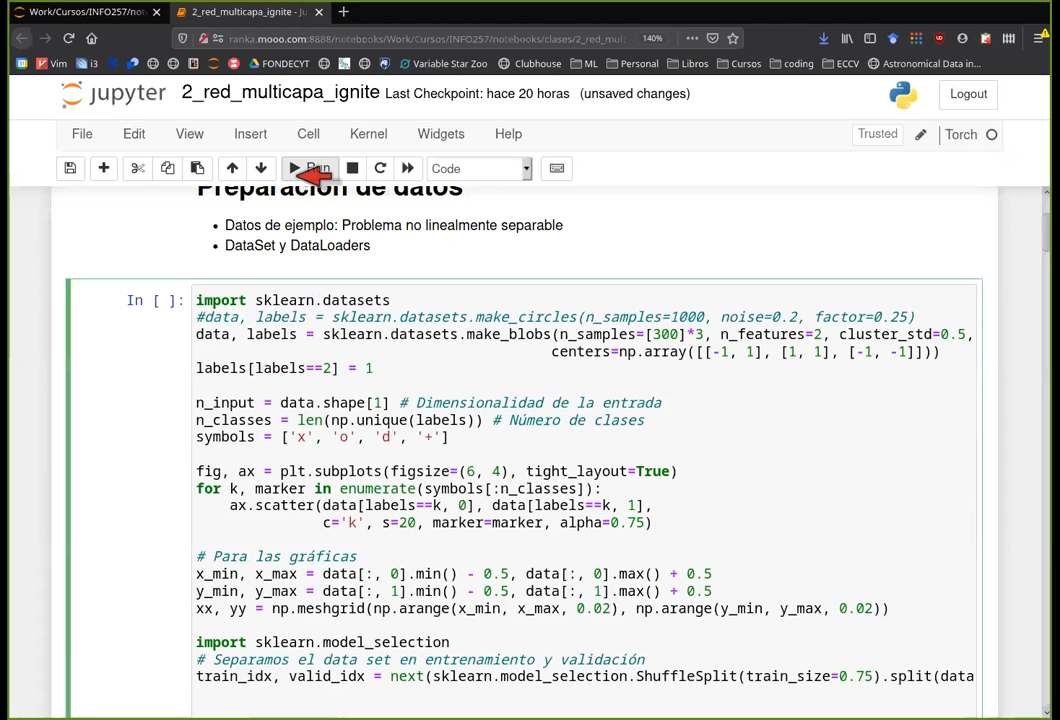 Work/Cursos/INFO257/not
2_red_multicapa_ignite - Ju
ranka.mooo.com:8888/notebooks/Work/Cursos/INFO257/notebooks/clases/2_red_mult
140%
Vim
i3
FONDECYT
Variable Star Zoo
Clubhouse
ML
Personal
Libros
Cursos
coding
ECCV
Astronomical Data in...
jupyter 2_red_multicapa_ignite Last Checkpoint: hace 20 horas (unsaved changes)
Logout
File Edit View Insert Cell Kernel Widgets Help
Trusted
Torch
Run
Code
Preparación de datos
• Datos de ejemplo: Problema no linealmente separable
• DataSet y DataLoaders
In [ ]:
import sklearn.datasets
#data, labels = sklearn.datasets.make_circles(n_samples=1000, noise=0.2, factor=0.25)
data, labels = sklearn.datasets.make_blobs(n_samples=[300]*3, n_features=2, cluster_std=0.5,
centers=np.array([[-1, 1], [1, 1], [-1, -1]]))
labels[labels==2] = 1
n_input = data.shape[1] # Dimensionalidad de la entrada
n_classes = len(np.unique(labels)) # Número de clases
symbols = ['x', 'o', 'd', '+']
fig, ax = plt.subplots(figsize=(6, 4), tight_layout=True)
for k, marker in enumerate(symbols[:n_classes]):
ax.scatter(data[labels==k, 0], data[labels==k, 1],
c='k', s=20, marker=marker, alpha=0.75)
# Para las gráficas
x_min, x_max = data[:, 0].min() - 0.5, data[:, 0].max() + 0.5
y_min, y_max = data[:, 1].min() - 0.5, data[:, 1].max() + 0.5
xx, yy = np.meshgrid(np.arange(x_min, x_max, 0.02), np.arange(y_min, y_max, 0.02))
import sklearn.model_selection
# Separamos el data set en entrenamiento y validación
train_idx, valid_idx = next(sklearn.model_selection.ShuffleSplit(train_size=0.75).split(data